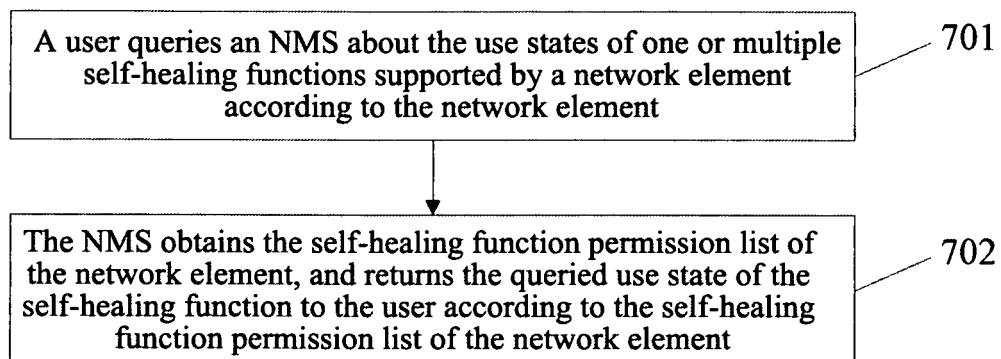 A user queries an NMS about the use states of one or multiple
self-healing functions supported by a network element
according to the network element
701
The NMS obtains the self-healing function permission list of
the network element, and returns the queried use state of the
self-healing function to the user according to the self-healing
function permission list of the network element
702